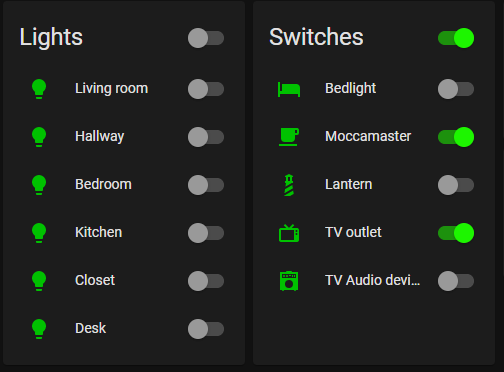 Lights
Living room
Hallway
Bedroom
Kitchen
Closet
Desk
Switches
Bedlight
Moccamaster
Lantern
TV outlet
TV Audio devi...